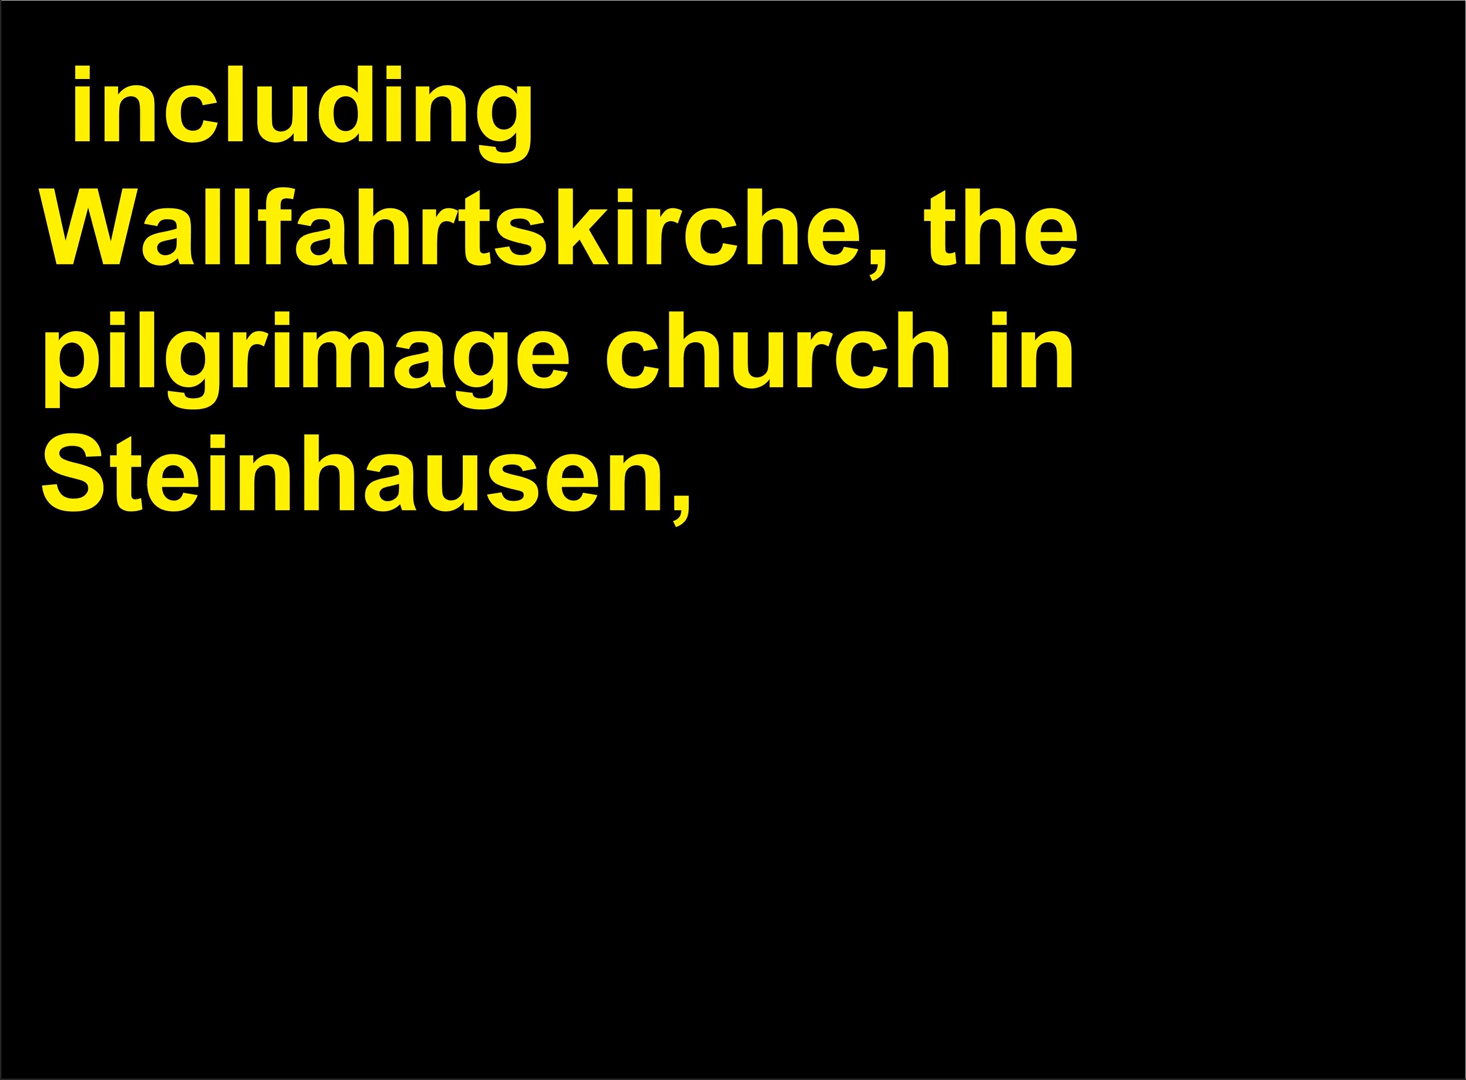 including
Wallfahrtskirche, the
pilgrimage church in
Steinhausen,